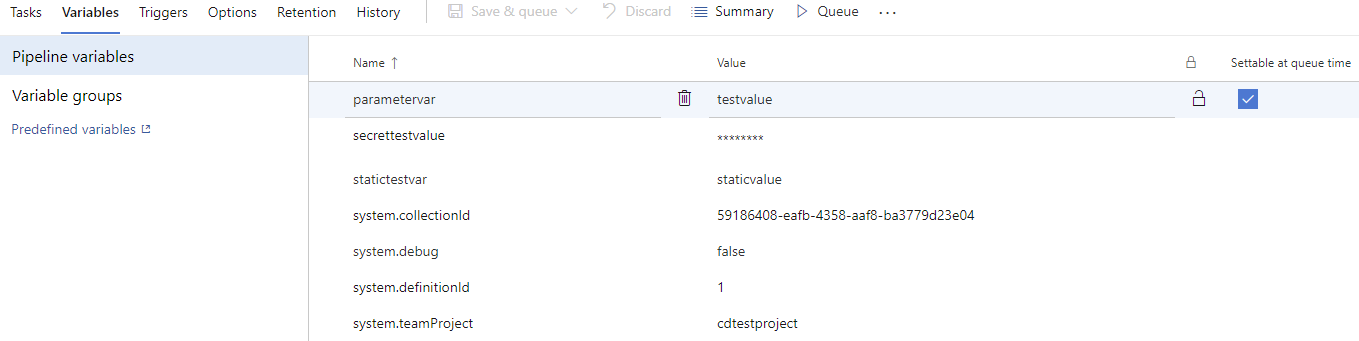 Tasks Variables Triggers Options Retention History Save & queue Discard Summary Queue ...
Pipeline variables
Variable groups
Predefined variables
Name ↑ Value Settable at queue time
parametervar testvalue
secrettestvalue ********
statictestvar staticvalue
system.collectionId 59186408-eafb-4358-aaf8-ba3779d23e04
system.debug false
system.definitionId 1
system.teamProject cdtestproject